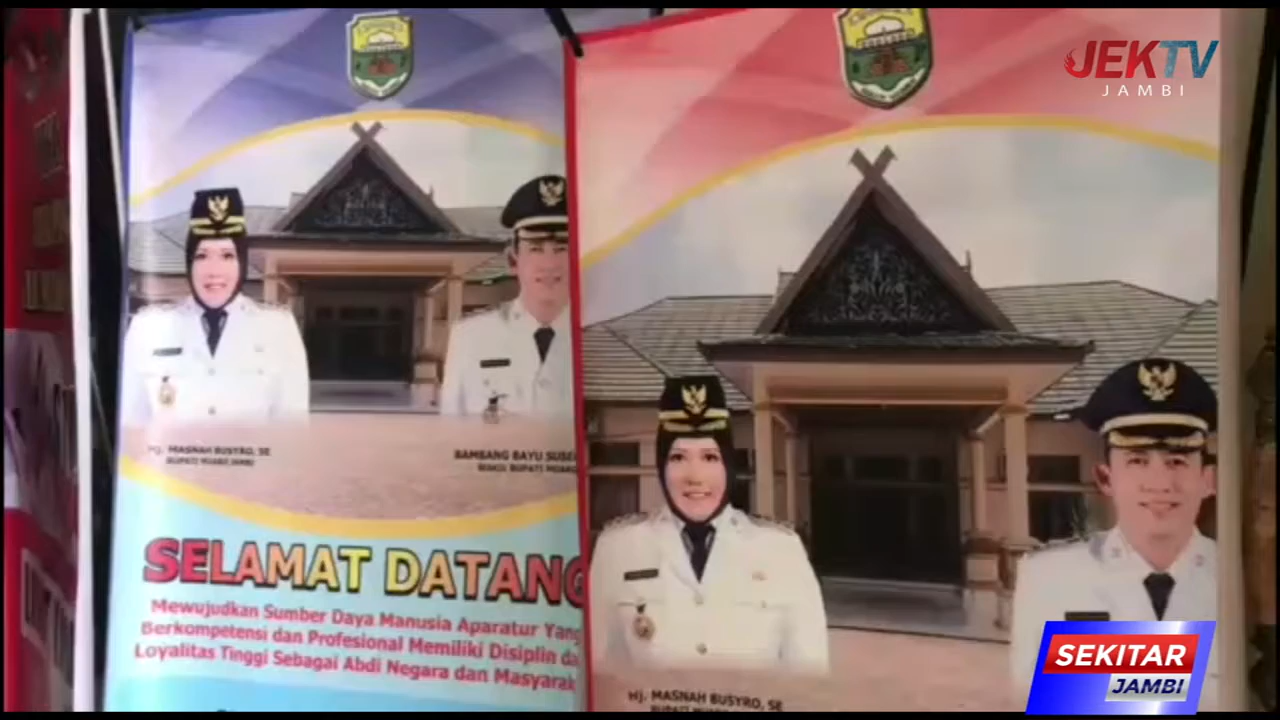 JEKTV
JAMBI
Hj. MASNAH BUSYRO, SE
BUPATI MUARO JAMBI
BAMBANG BAYU SUSE
WAKIL BUPATI MUARO
SELAMAT DATANG
Mewujudkan Sumber Daya Manusia Aparatur Yang
Berkompetensi dan Profesional Memiliki Disiplin da
Loyalitas Tinggi Sebagai Abdi Negara dan Masyarak
Hj. MASNAH BUSYRO, SE
SEKITAR
JAMBI